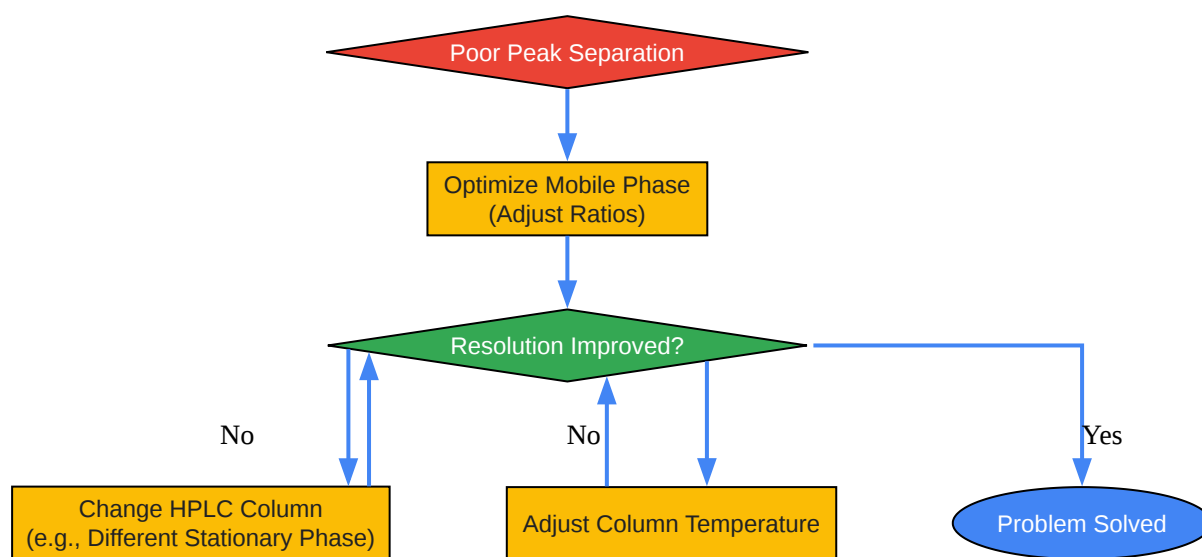 Poor Peak Separation
Optimize Mobile Phase
(Adjust Ratios)
Resolution Improved?
No
No
Yes
Change HPLC Column
(e.g., Different Stationary Phase)
Adjust Column Temperature
Problem Solved